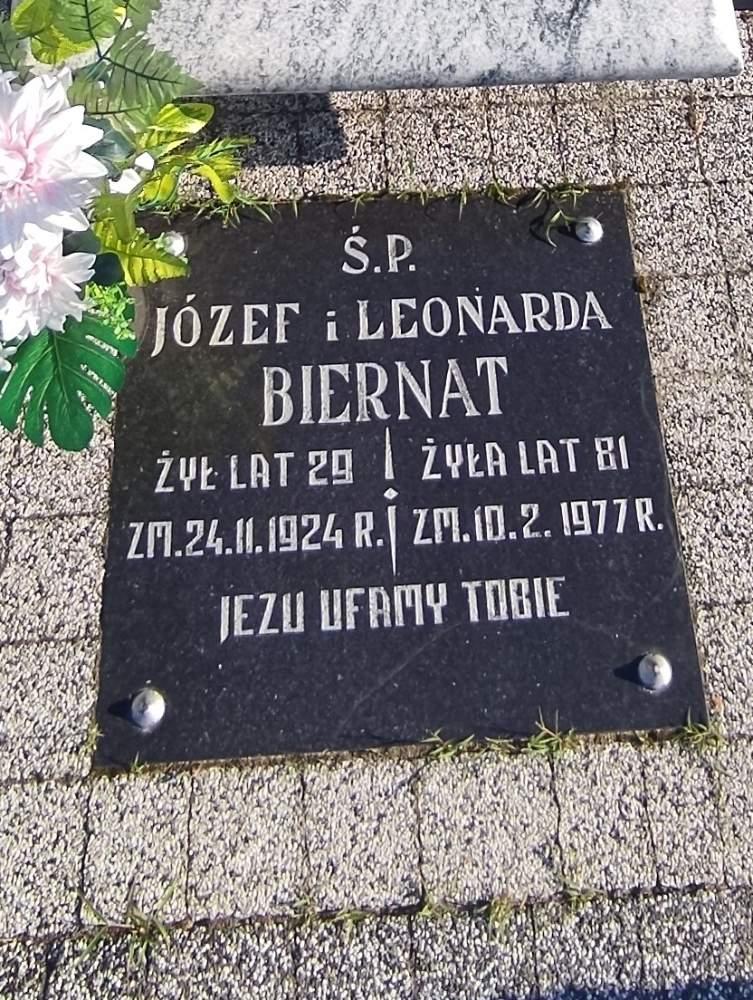 Ś.P.
JÓZEF i LEONARDA
BIERNAT
ŻYŁ LAT 29 ŻYŁA LAT 81
ZM.24.11.1924 R. ZM.10.2.1977 R.
JEZU UFAMY TOBIE